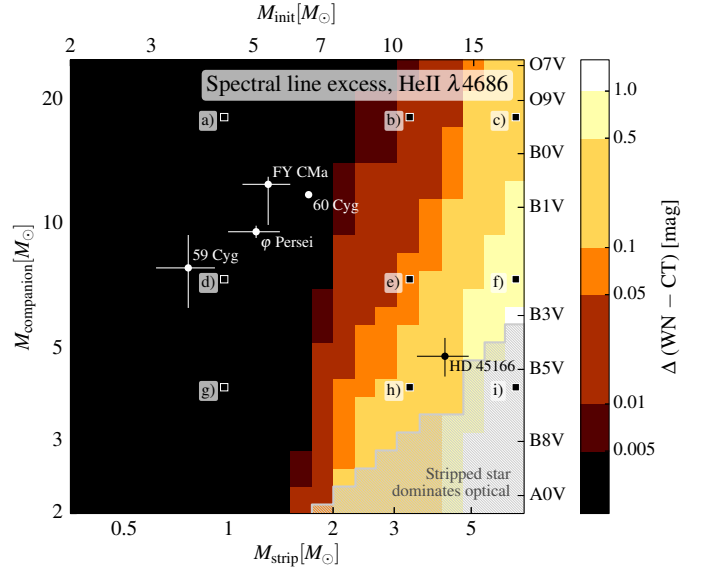 M_init[M_⊙]
2 3 5 7 10 15
Spectral line excess, HeII λ4686
20
10
5
3
2
M_companion[M_⊙]
a)
b)
c)
FY CMa
60 Cyg
φ Persei
59 Cyg
d)
e)
f)
HD 45166
g)
h)
i)
Stripped star
dominates optical
O7V
O9V
B0V
B1V
B3V
B5V
B8V
A0V
0.5 1 2 3 5
M_strip[M_⊙]
1.0
0.5
0.1
0.05
0.01
0.005
Δ (WN − CT) [mag]